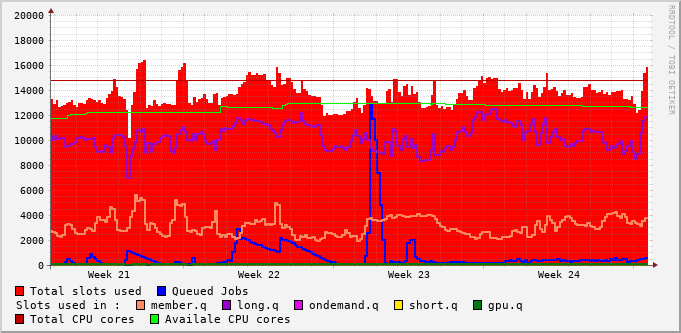 20000
18000
16000
14000
12000
10000
8000
6000
4000
2000
0
Week 21 Week 22 Week 23 Week 24
RRDTOOL / TOBI OETIKER
Total slots used Queued Jobs
Slots used in : member.q long.q ondemand.q short.q gpu.q
Total CPU cores Availale CPU cores